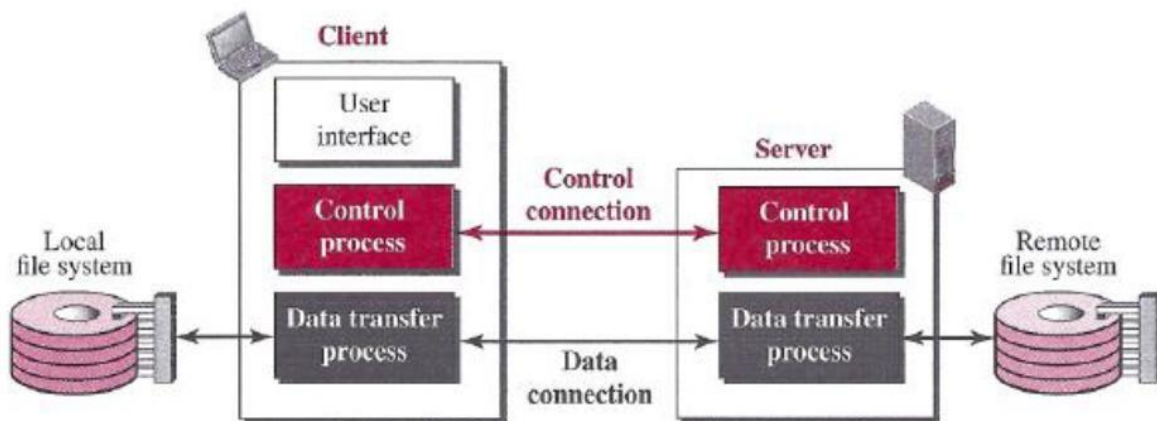 Client
User
interface
Server
Control
connection
Control
process
Control
process
Local
file system
Remote
file system
Data transfer
process
Data transfer
process
Data
connection